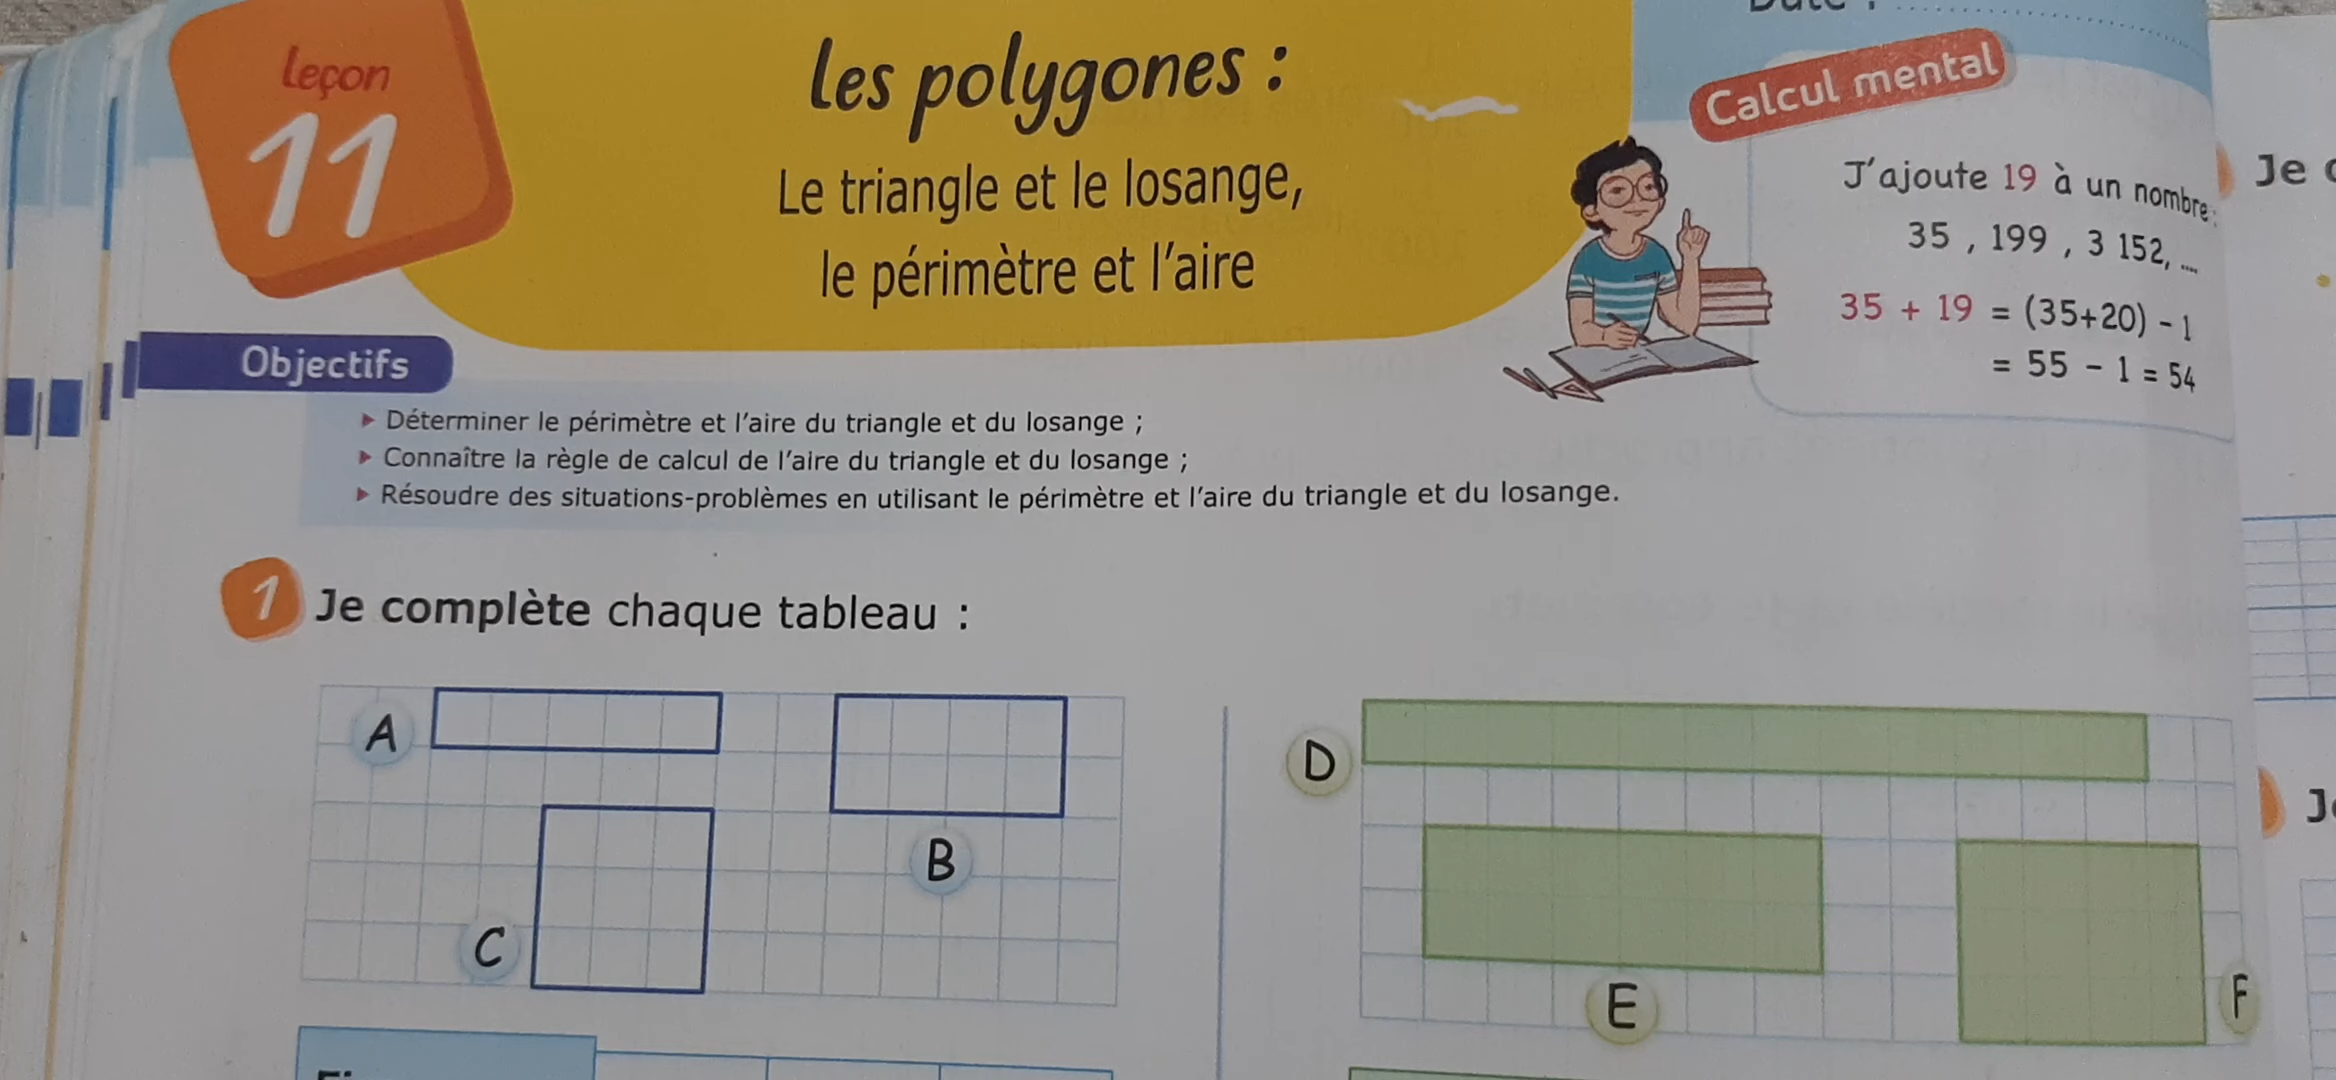 Leçon
11
Les polygones :
Le triangle et le losange,
le périmètre et l'aire
Calcul mental
J'ajoute 19 à un nombre :
35 , 199 , 3 152, ....
35 + 19 = (35+20) - 1
= 55 - 1 = 54
Objectifs
Déterminer le périmètre et l'aire du triangle et du losange ;
Connaître la règle de calcul de l'aire du triangle et du losange ;
Résoudre des situations-problèmes en utilisant le périmètre et l'aire du triangle et du losange.
1 Je complète chaque tableau :
A
B
C
D
E
F
Je